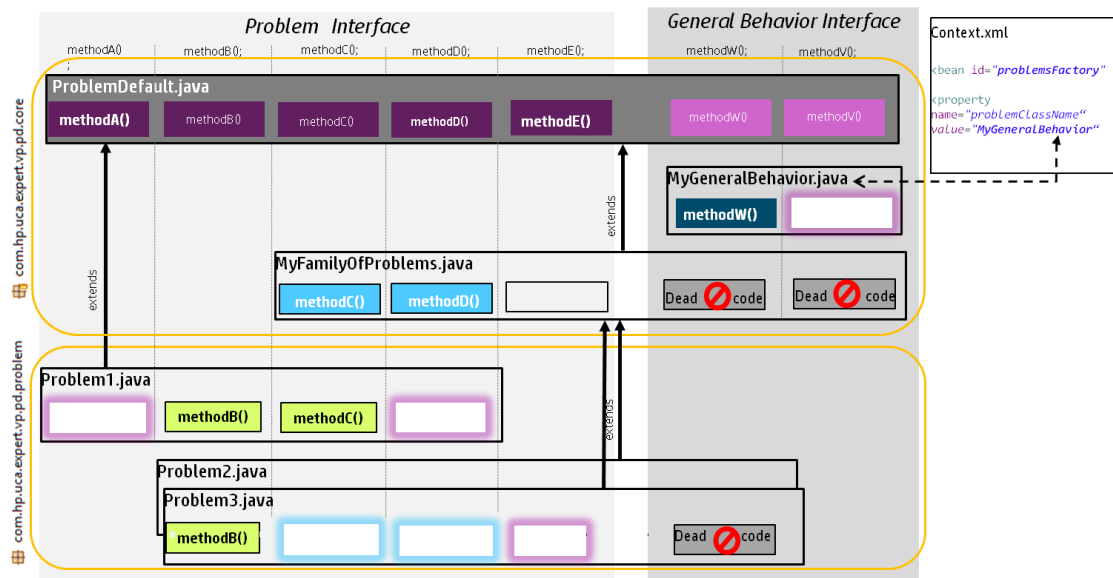 Problem Interface
General Behavior Interface
methodA()
;
methodB();
methodC();
methodD();
methodE();
methodW();
methodV();
Context.xml
<bean id="problemsFactory"
<property
name="problemClassName“
value="MyGeneralBehavior“
com.hp.uca.expert.vp.pd.core
ProblemDefault.java
methodA()
methodB()
methodC()
methodD()
methodE()
methodW()
methodV()
MyGeneralBehavior.java
methodW()
extends
extends
MyFamilyOfProblems.java
methodC()
methodD()
Dead code
Dead code
com.hp.uca.expert.vp.pd.problem
Problem1.java
methodB()
methodC()
extends
Problem2.java
Problem3.java
methodB()
Dead code